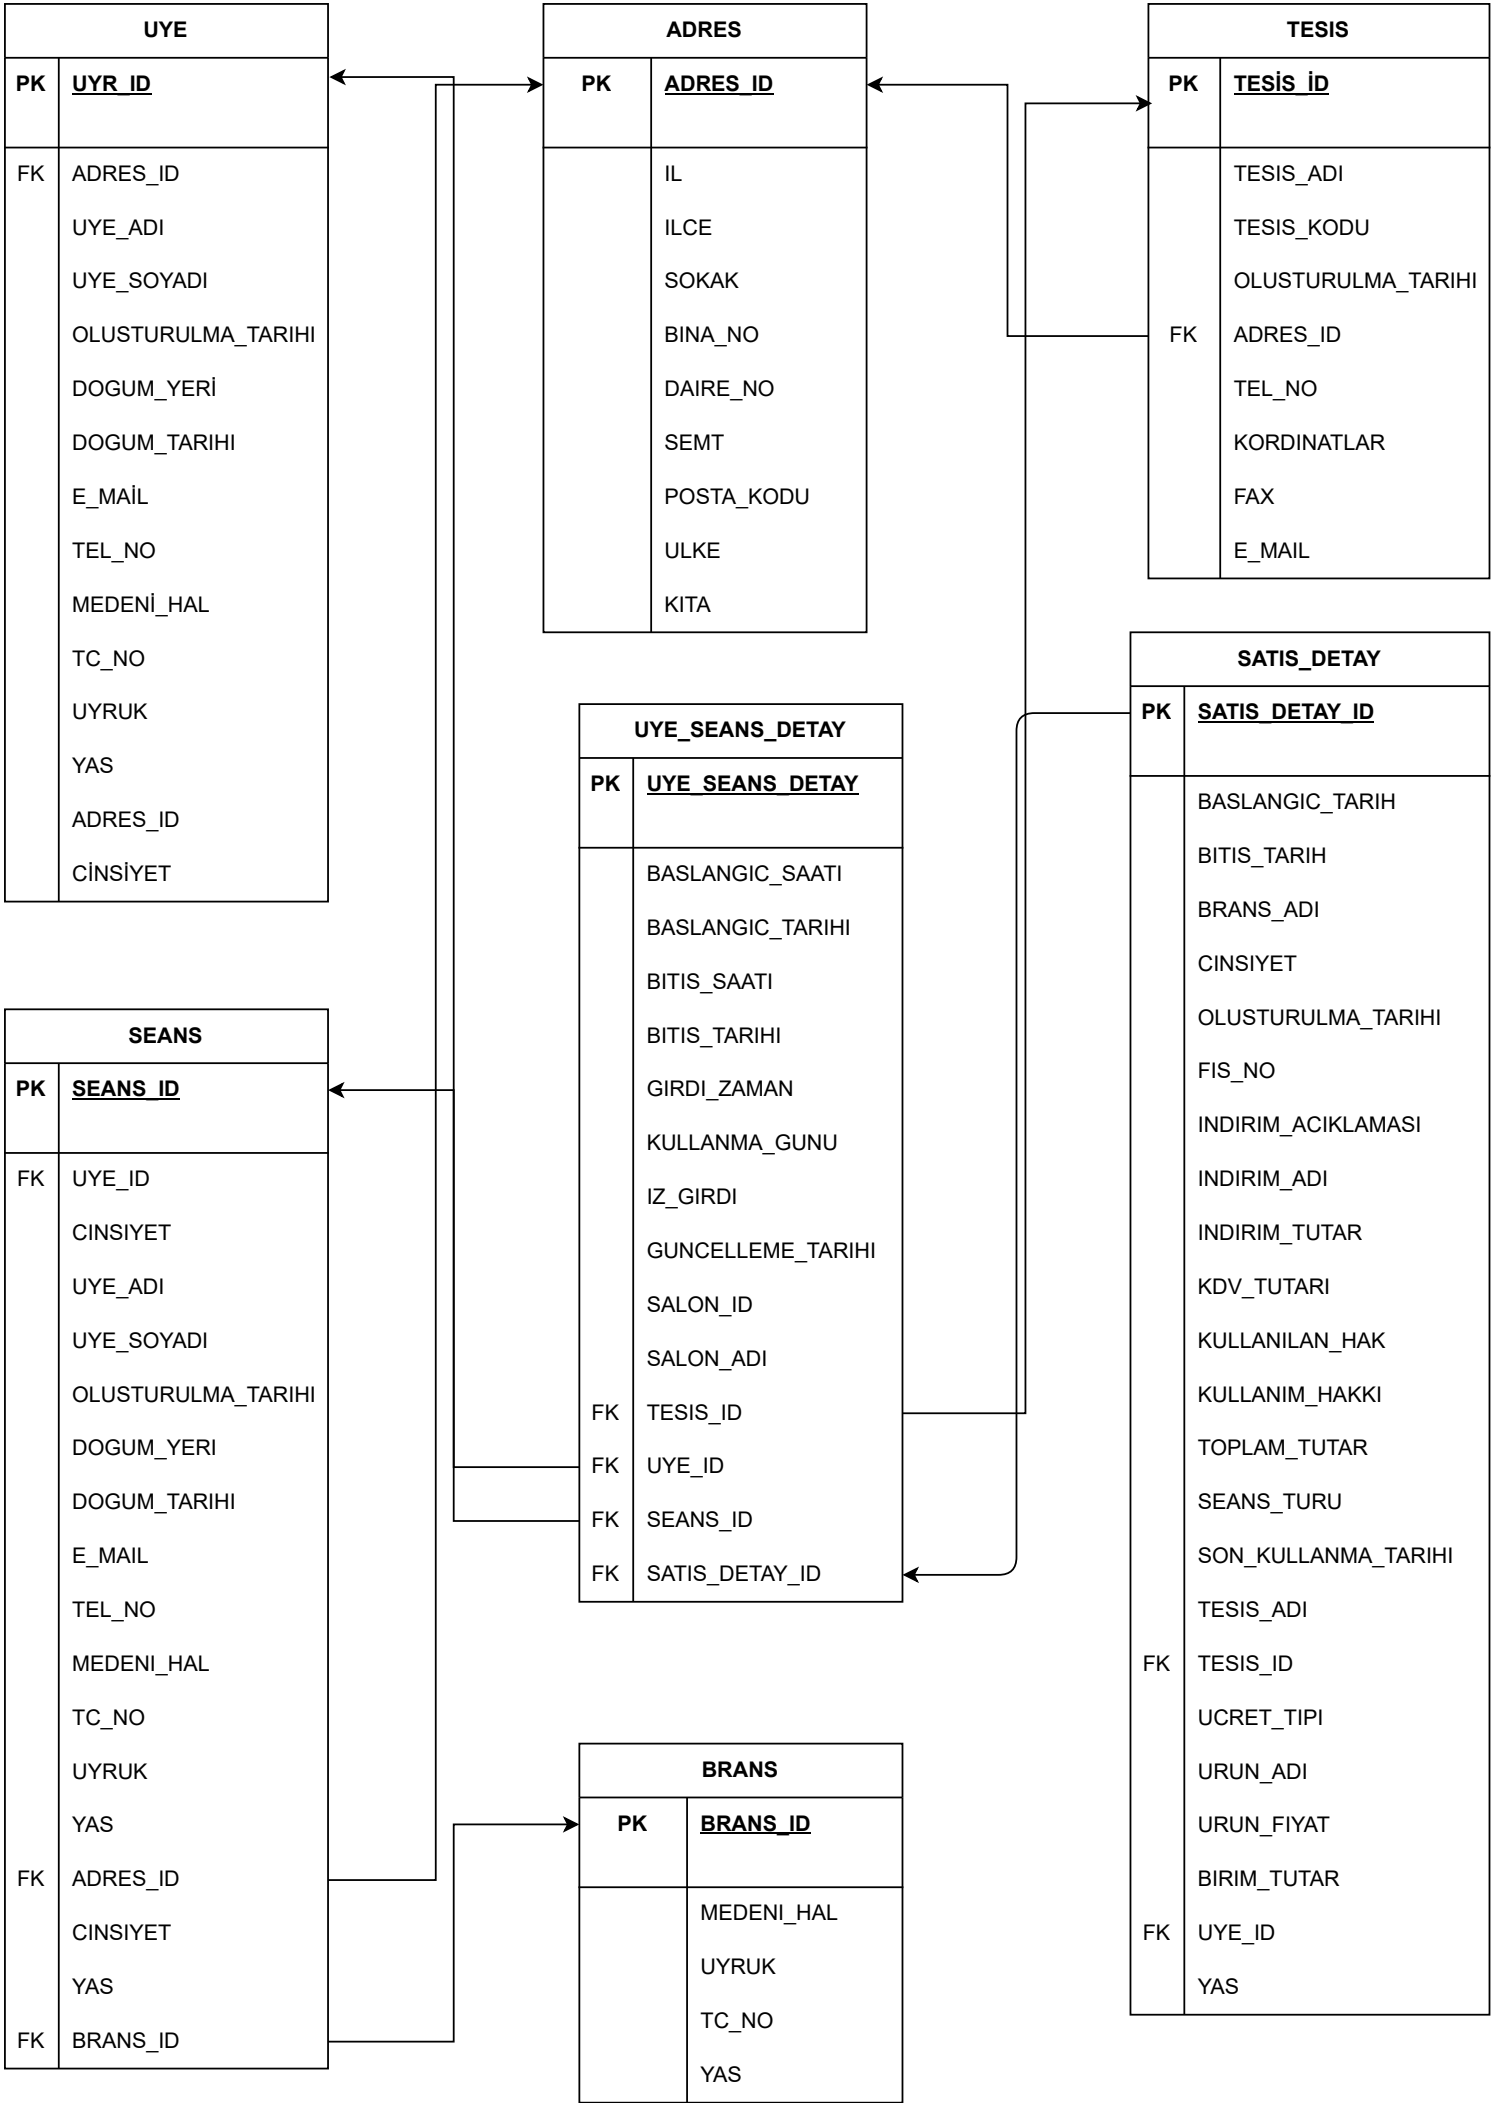 UYE
PK UYR_ID
FK ADRES_ID
UYE_ADI
UYE_SOYADI
OLUSTURULMA_TARIHI
DOGUM_YERİ
DOGUM_TARIHI
E_MAİL
TEL_NO
MEDENİ_HAL
TC_NO
UYRUK
YAS
ADRES_ID
CİNSİYET
ADRES
PK ADRES_ID
IL
ILCE
SOKAK
BINA_NO
DAIRE_NO
SEMT
POSTA_KODU
ULKE
KITA
TESIS
PK TESİS_İD
TESIS_ADI
TESIS_KODU
OLUSTURULMA_TARIHI
FK ADRES_ID
TEL_NO
KORDINATLAR
FAX
E_MAIL
UYE_SEANS_DETAY
PK UYE_SEANS_DETAY
BASLANGIC_SAATI
BASLANGIC_TARIHI
BITIS_SAATI
BITIS_TARIHI
GIRDI_ZAMAN
KULLANMA_GUNU
IZ_GIRDI
GUNCELLEME_TARIHI
SALON_ID
SALON_ADI
FK TESIS_ID
FK UYE_ID
FK SEANS_ID
FK SATIS_DETAY_ID
SATIS_DETAY
PK SATIS_DETAY_ID
BASLANGIC_TARIH
BITIS_TARIH
BRANS_ADI
CINSIYET
OLUSTURULMA_TARIHI
FIS_NO
INDIRIM_ACIKLAMASI
INDIRIM_ADI
INDIRIM_TUTAR
KDV_TUTARI
KULLANILAN_HAK
KULLANIM_HAKKI
TOPLAM_TUTAR
SEANS_TURU
SON_KULLANMA_TARIHI
TESIS_ADI
FK TESIS_ID
UCRET_TIPI
URUN_ADI
URUN_FIYAT
BIRIM_TUTAR
FK UYE_ID
YAS
SEANS
PK SEANS_ID
FK UYE_ID
CINSIYET
UYE_ADI
UYE_SOYADI
OLUSTURULMA_TARIHI
DOGUM_YERI
DOGUM_TARIHI
E_MAIL
TEL_NO
MEDENI_HAL
TC_NO
UYRUK
YAS
FK ADRES_ID
CINSIYET
YAS
FK BRANS_ID
BRANS
PK BRANS_ID
MEDENI_HAL
UYRUK
TC_NO
YAS